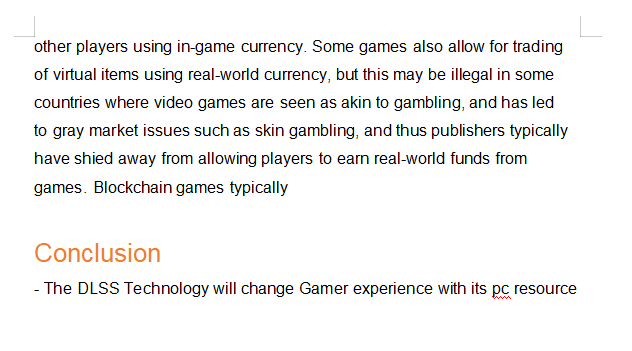 other players using in-game currency. Some games also allow for trading
of virtual items using real-world currency, but this may be illegal in some
countries where video games are seen as akin to gambling, and has led
to gray market issues such as skin gambling, and thus publishers typically
have shied away from allowing players to earn real-world funds from
games. Blockchain games typically
Conclusion
- The DLSS Technology will change Gamer experience with its pc resource